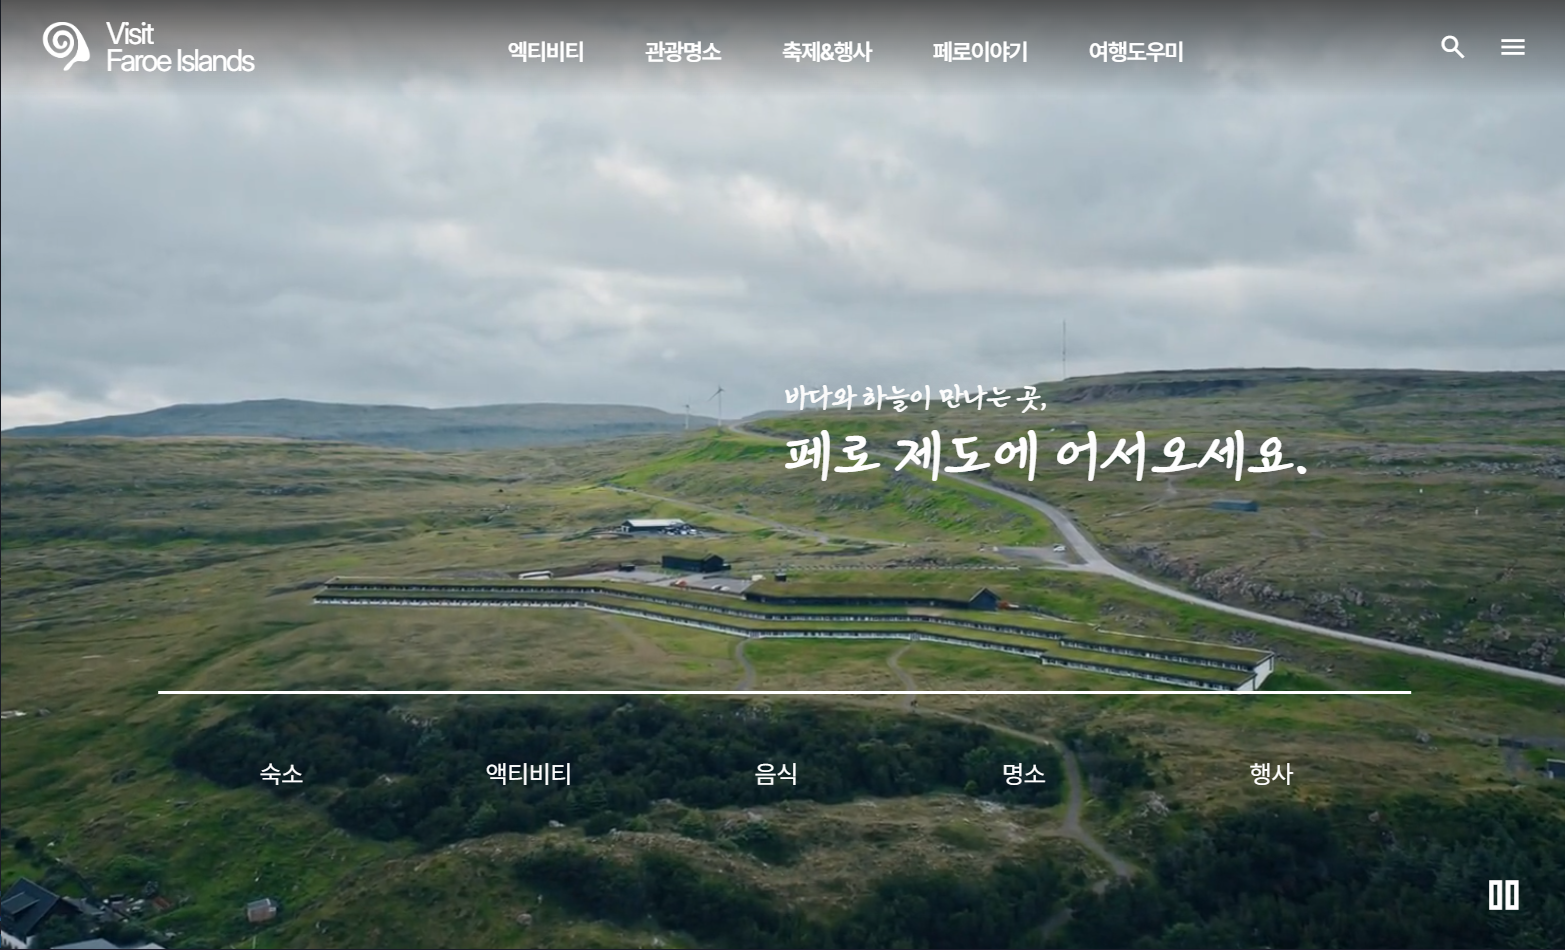 Visit
Faroe Islands
엑티비티 관광명소 축제&행사 페로이야기 여행도우미
바다와 하늘이 만나는 곳,
페로 제도에 어서오세요.
숙소 액티비티 음식 명소 행사